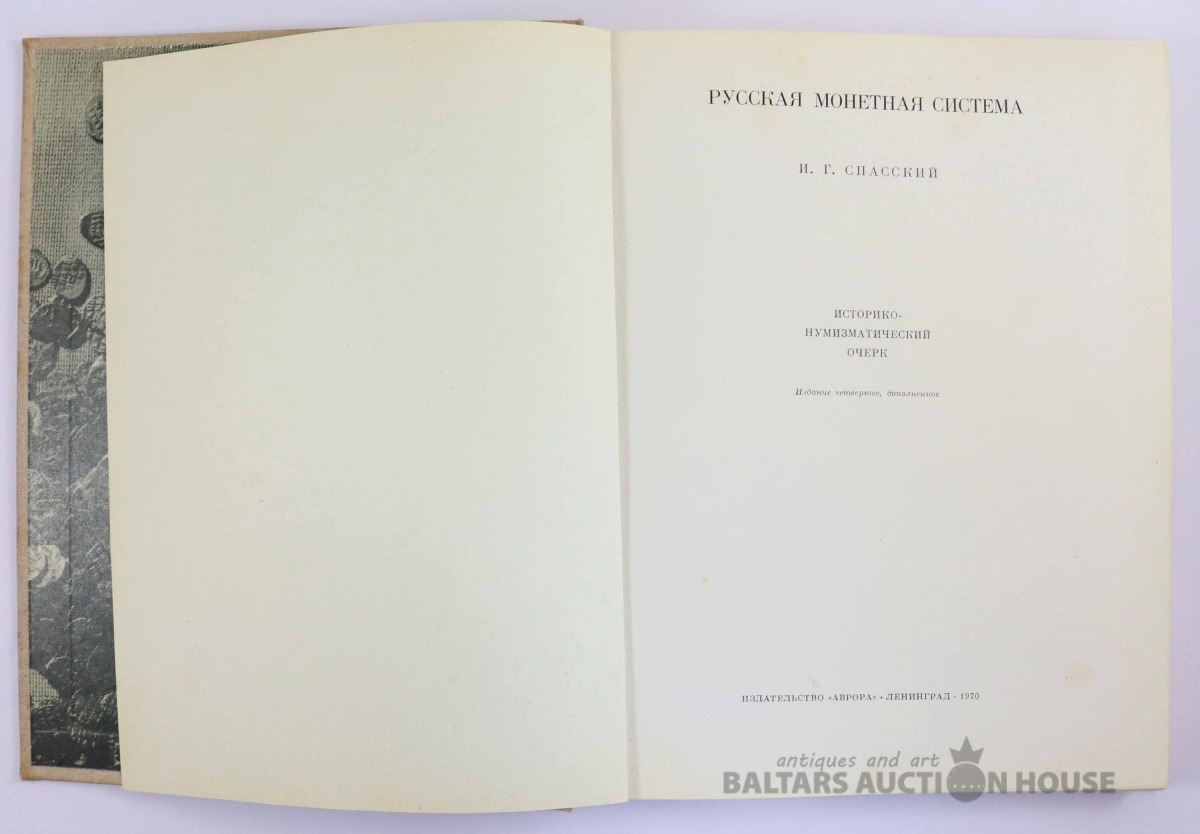 РУССКАЯ МОНЕТНАЯ СИСТЕМА
И. Г. СПАССКИЙ
ИСТОРИКО-
НУМИЗМАТИЧЕСКИЙ
ОЧЕРК
Издание четвертое, дополненное
ИЗДАТЕЛЬСТВО «АВРОРА» · ЛЕНИНГРАД · 1970
antiques and art
BALTARS AUCTION HOUSE